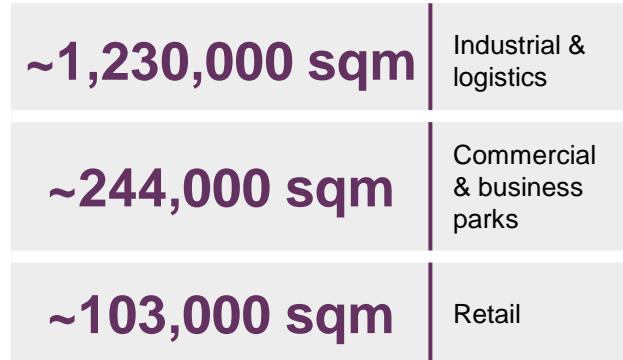 ~1,230,000 sqm
Industrial &
logistics
~244,000 sqm
Commercial
& business
parks
~103,000 sqm
Retail